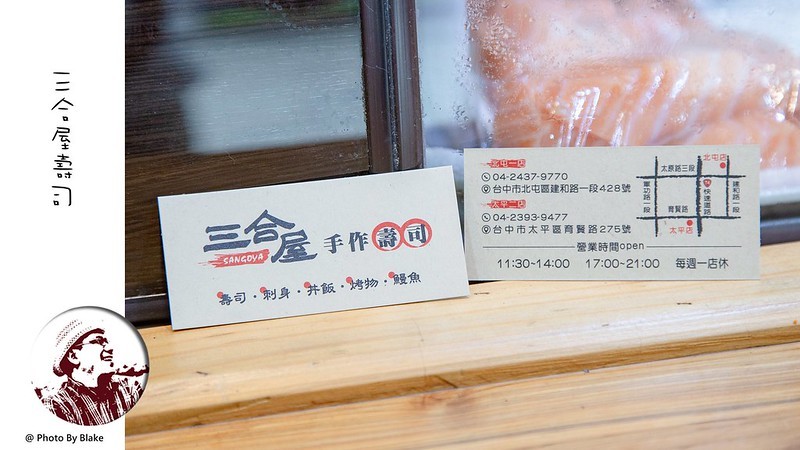 三合屋壽司
三合屋 手作壽司
SANGOYA
壽司・刺身・丼飯・烤物・鰻魚
北屯一店
04-2437-9770
台中市北屯區建和路一段428號
太平二店
04-2393-9477
台中市太平區育賢路275號
營業時間open
11:30~14:00 17:00~21:00 每週一店休
北屯店
太原路三段
軍功路一段
74
快速道路
建和路一段
育賢路
太平店
@ Photo By Blake